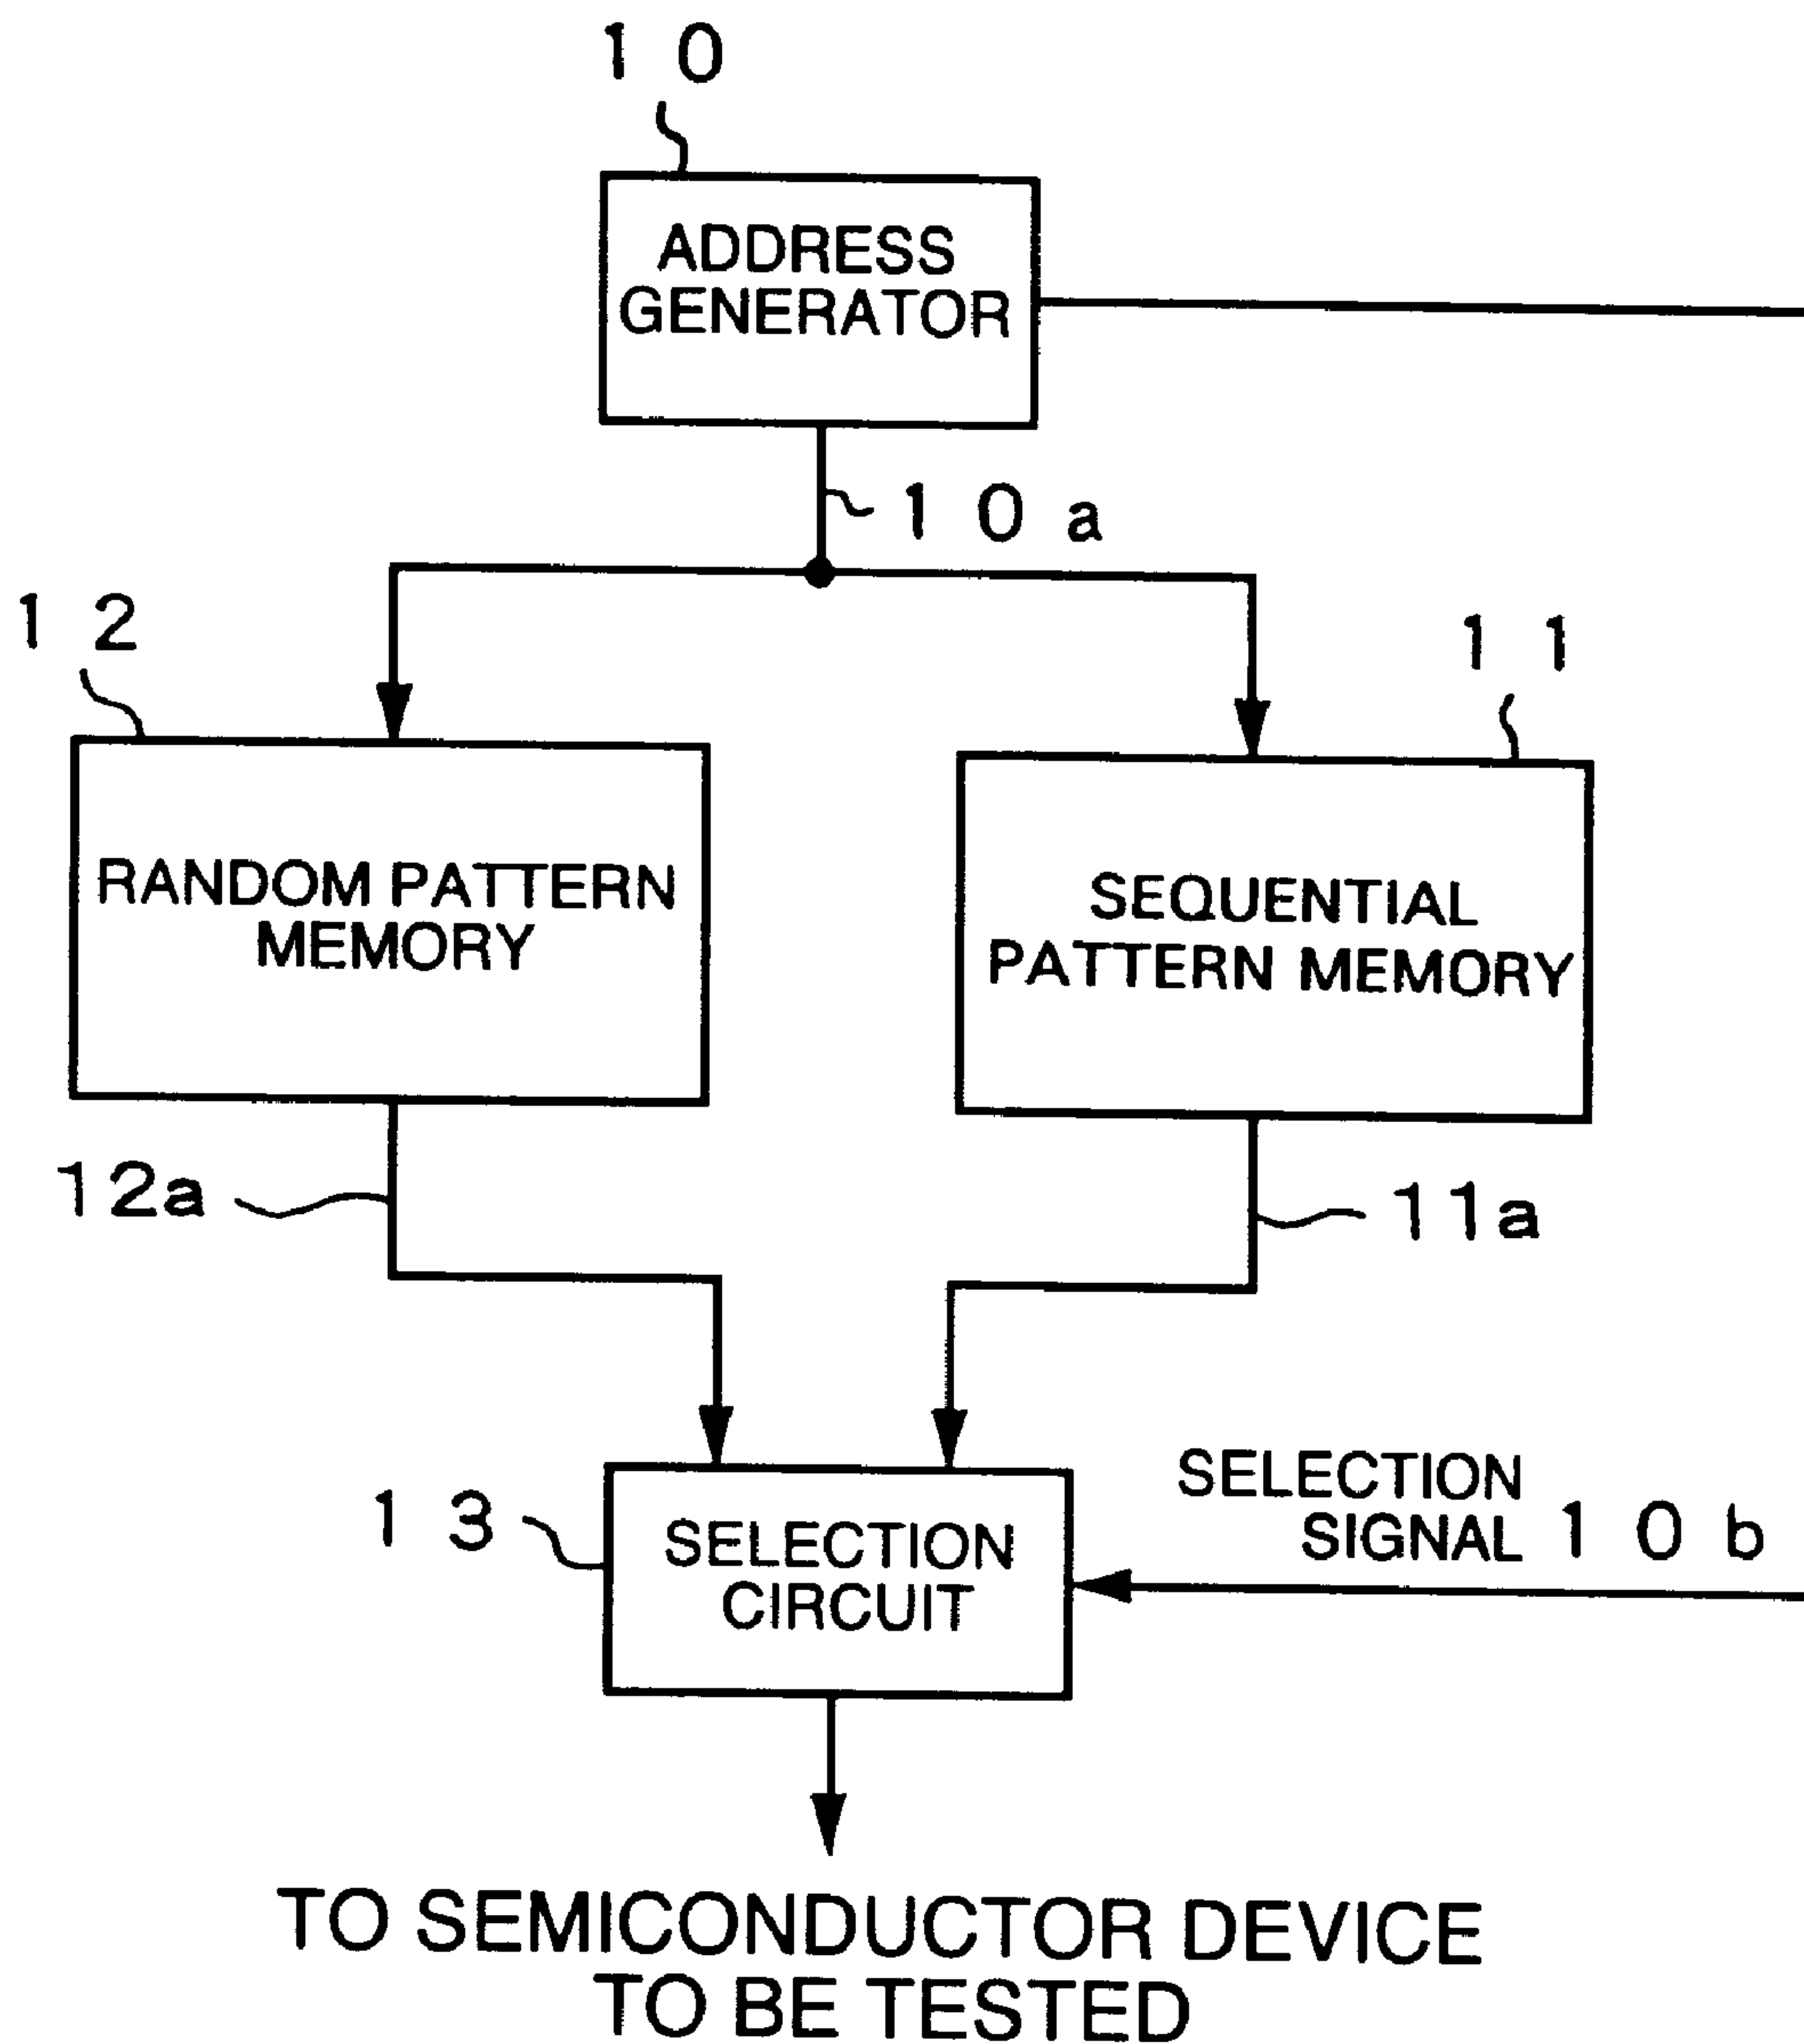 10
ADDRESS
GENERATOR
10a
12
11
RANDOM PATTERN
MEMORY
SEQUENTIAL
PATTERN MEMORY
12a
11a
13
SELECTION
CIRCUIT
SELECTION
SIGNAL 10b
TO SEMICONDUCTOR DEVICE
TO BE TESTED